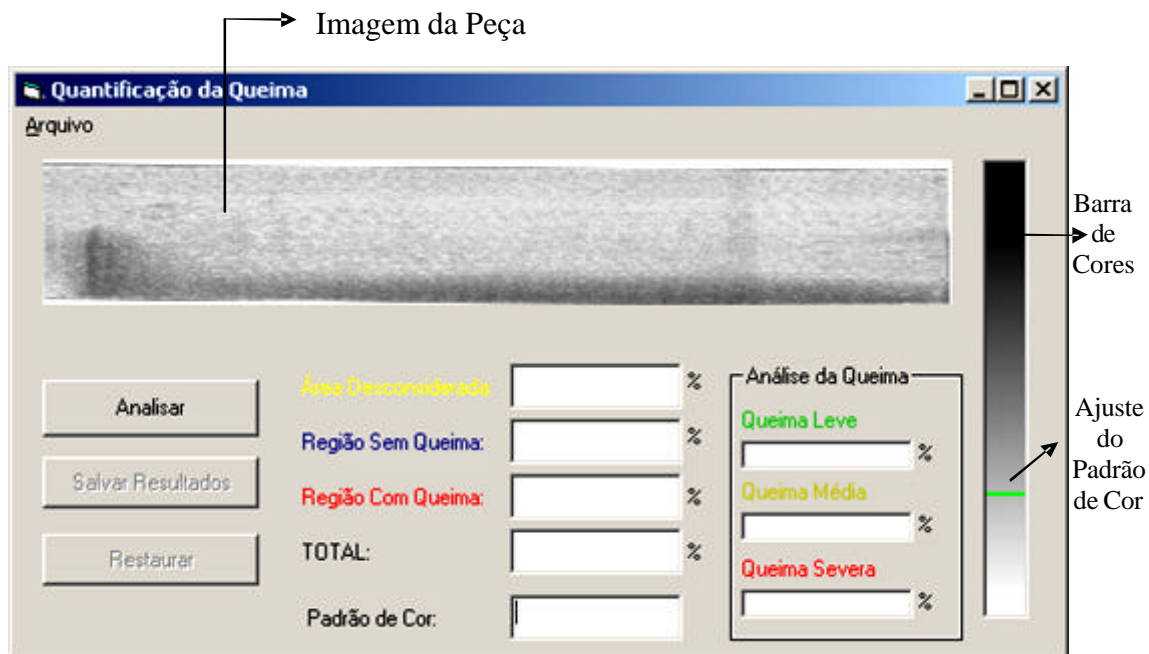 Imagem da Peça
Quantificação da Queima
Arquivo
Barra
de
Cores
Analisar
Salvar Resultados
Restaurar
Área Desconsiderada: %
Região Sem Queima: %
Região Com Queima: %
TOTAL: %
Padrão de Cor:
Análise da Queima
Queima Leve
%
Queima Média
%
Queima Severa
%
Ajuste
do
Padrão
de Cor